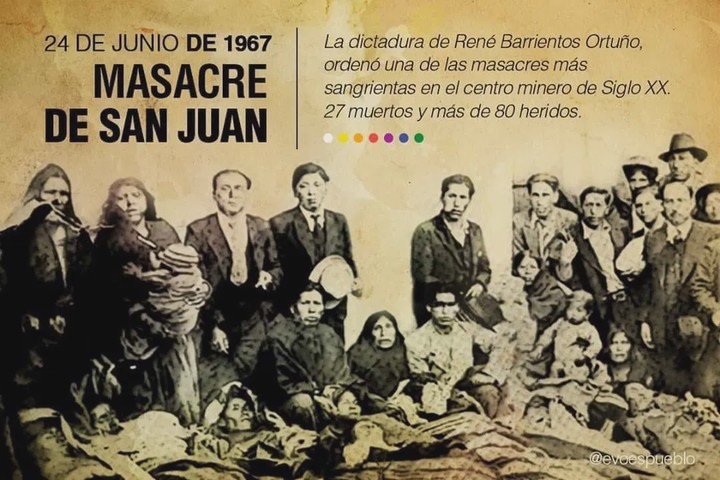 24 DE JUNIO DE 1967
MASACRE
DE SAN JUAN
La dictadura de René Barrientos Ortuño,
ordenó una de las masacres más
sangrientas en el centro minero de Siglo XX.
27 muertos y más de 80 heridos.
@evoespueblo